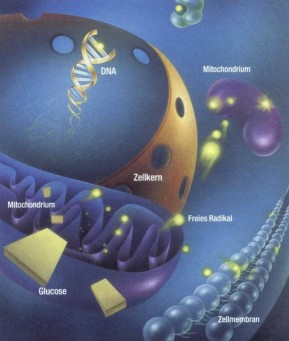 DNA
Mitochondrium
Zellkern
Mitochondrium
Freies Radikal
Glucose
Zellmembran